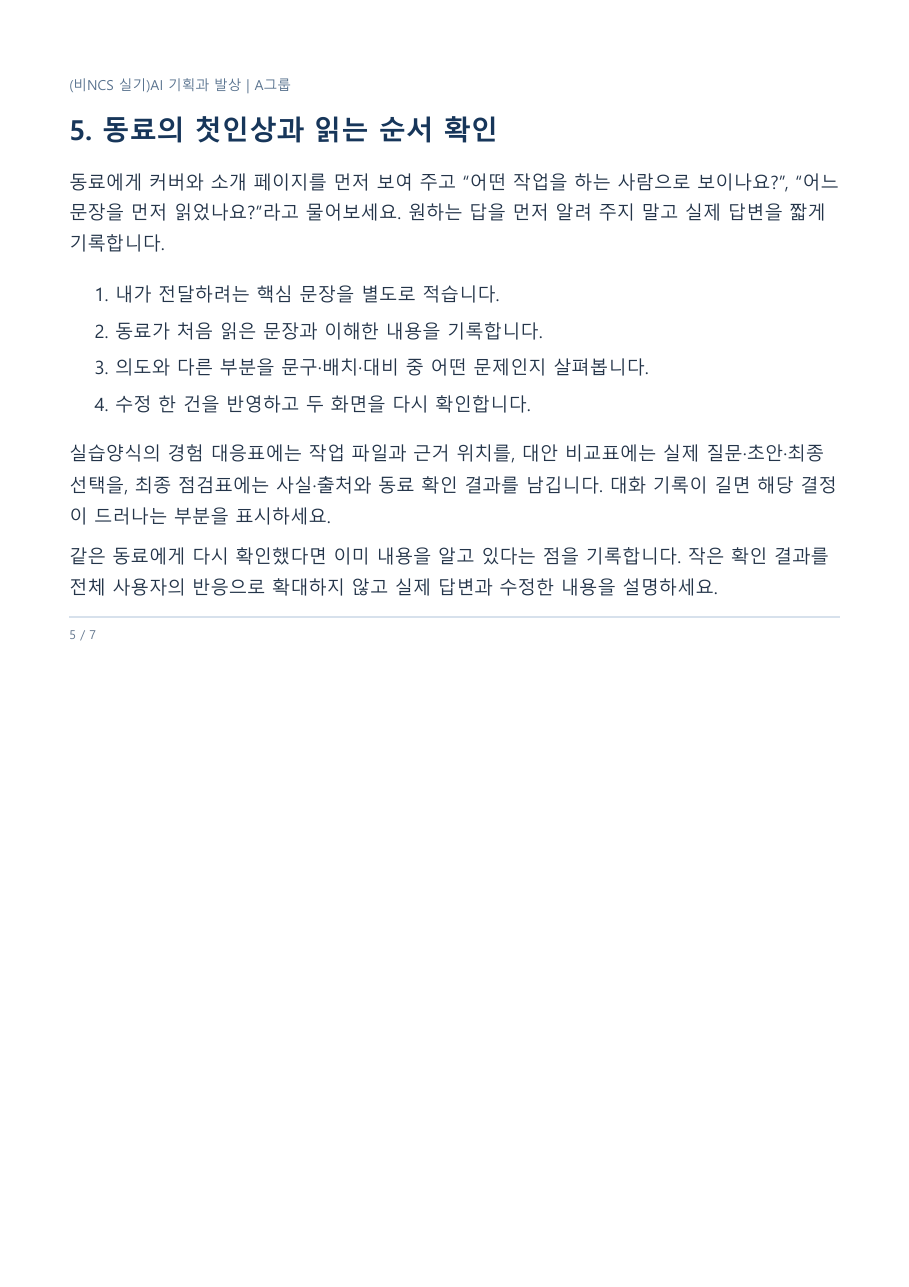 (비NCS 실기)AI 기획과 발상 | A그룹
5. 동료의 첫인상과 읽는 순서 확인
동료에게 커버와 소개 페이지를 먼저 보여 주고 “어떤 작업을 하는 사람으로 보이나요?”, “어느
문장을 먼저 읽었나요?”라고 물어보세요. 원하는 답을 먼저 알려 주지 말고 실제 답변을 짧게
기록합니다.
1. 내가 전달하려는 핵심 문장을 별도로 적습니다.
2. 동료가 처음 읽은 문장과 이해한 내용을 기록합니다.
3. 의도와 다른 부분을 문구·배치·대비 중 어떤 문제인지 살펴봅니다.
4. 수정 한 건을 반영하고 두 화면을 다시 확인합니다.
실습양식의 경험 대응표에는 작업 파일과 근거 위치를, 대안 비교표에는 실제 질문·초안·최종
선택을, 최종 점검표에는 사실·출처와 동료 확인 결과를 남깁니다. 대화 기록이 길면 해당 결정
이 드러나는 부분을 표시하세요.
같은 동료에게 다시 확인했다면 이미 내용을 알고 있다는 점을 기록합니다. 작은 확인 결과를
전체 사용자의 반응으로 확대하지 않고 실제 답변과 수정한 내용을 설명하세요.
5 / 7